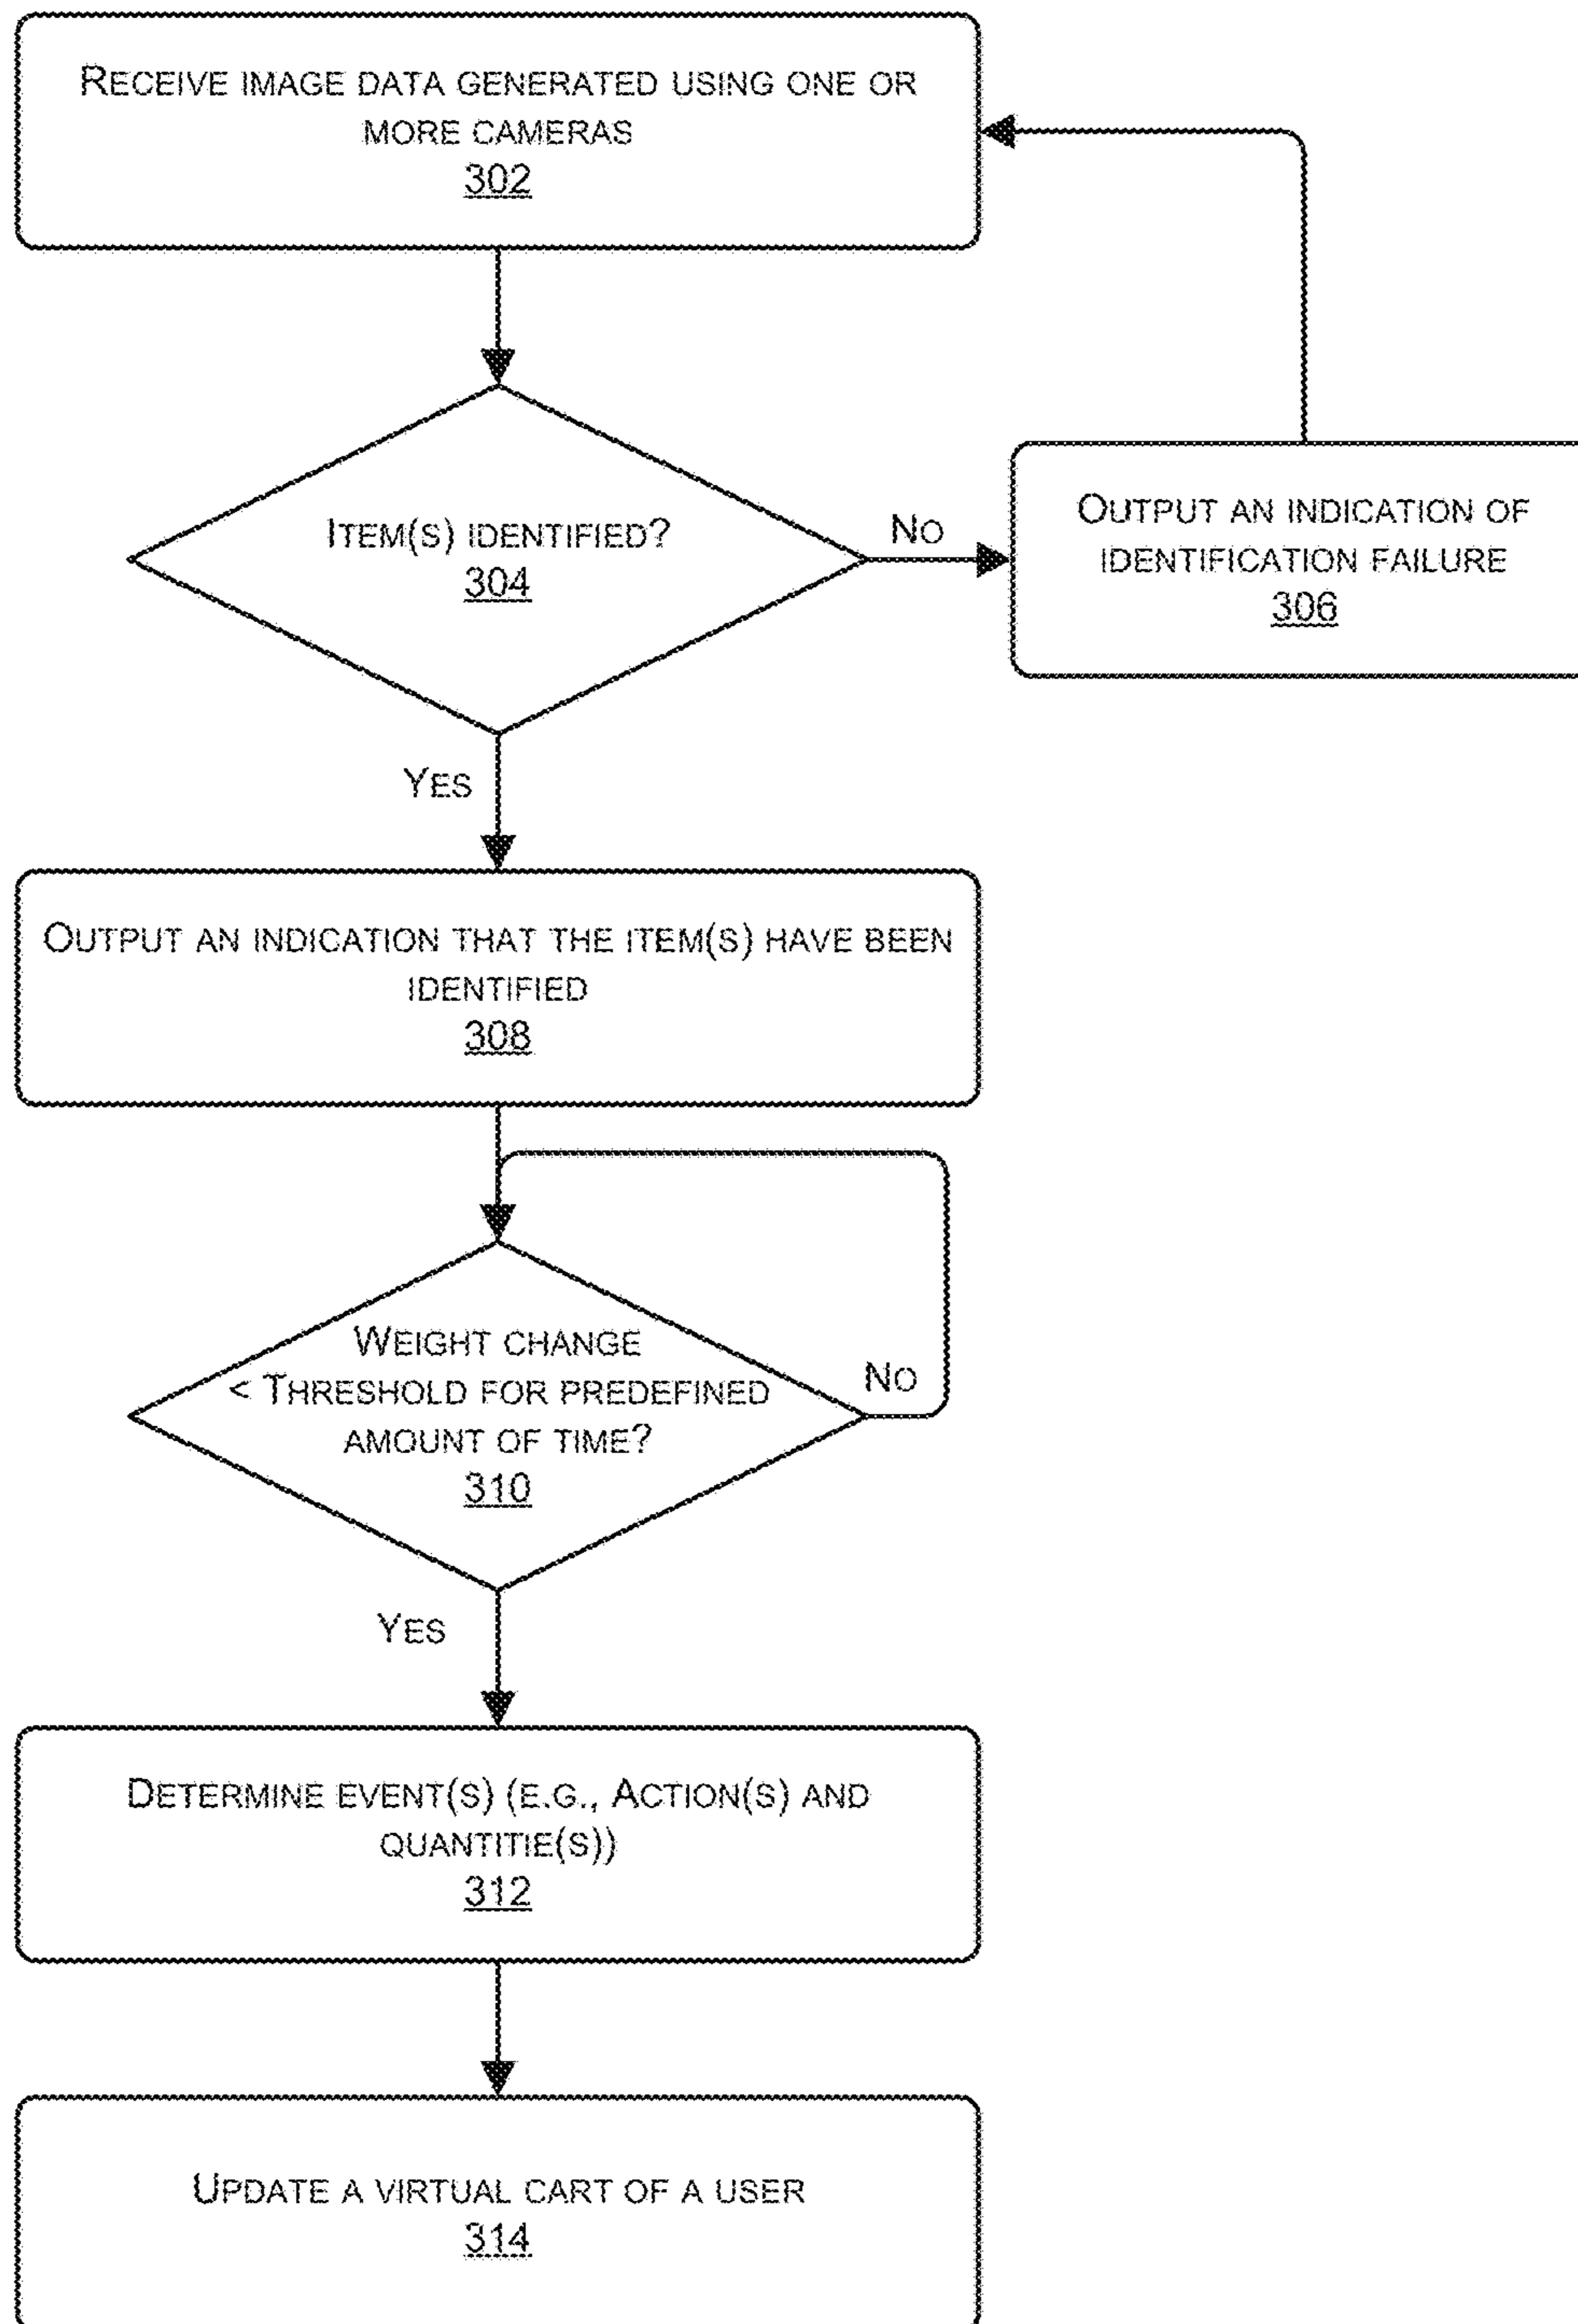 RECEIVE IMAGE DATA GENERATED USING ONE OR
MORE CAMERAS
302
ITEM(S) IDENTIFIED?
304
NO
OUTPUT AN INDICATION OF
IDENTIFICATION FAILURE
306
YES
OUTPUT AN INDICATION THAT THE ITEM(S) HAVE BEEN
IDENTIFIED
308
WEIGHT CHANGE
< THRESHOLD FOR PREDEFINED
AMOUNT OF TIME?
310
NO
YES
DETERMINE EVENT(S) (E.G., ACTION(S) AND
QUANTITIE(S))
312
UPDATE A VIRTUAL CART OF A USER
314